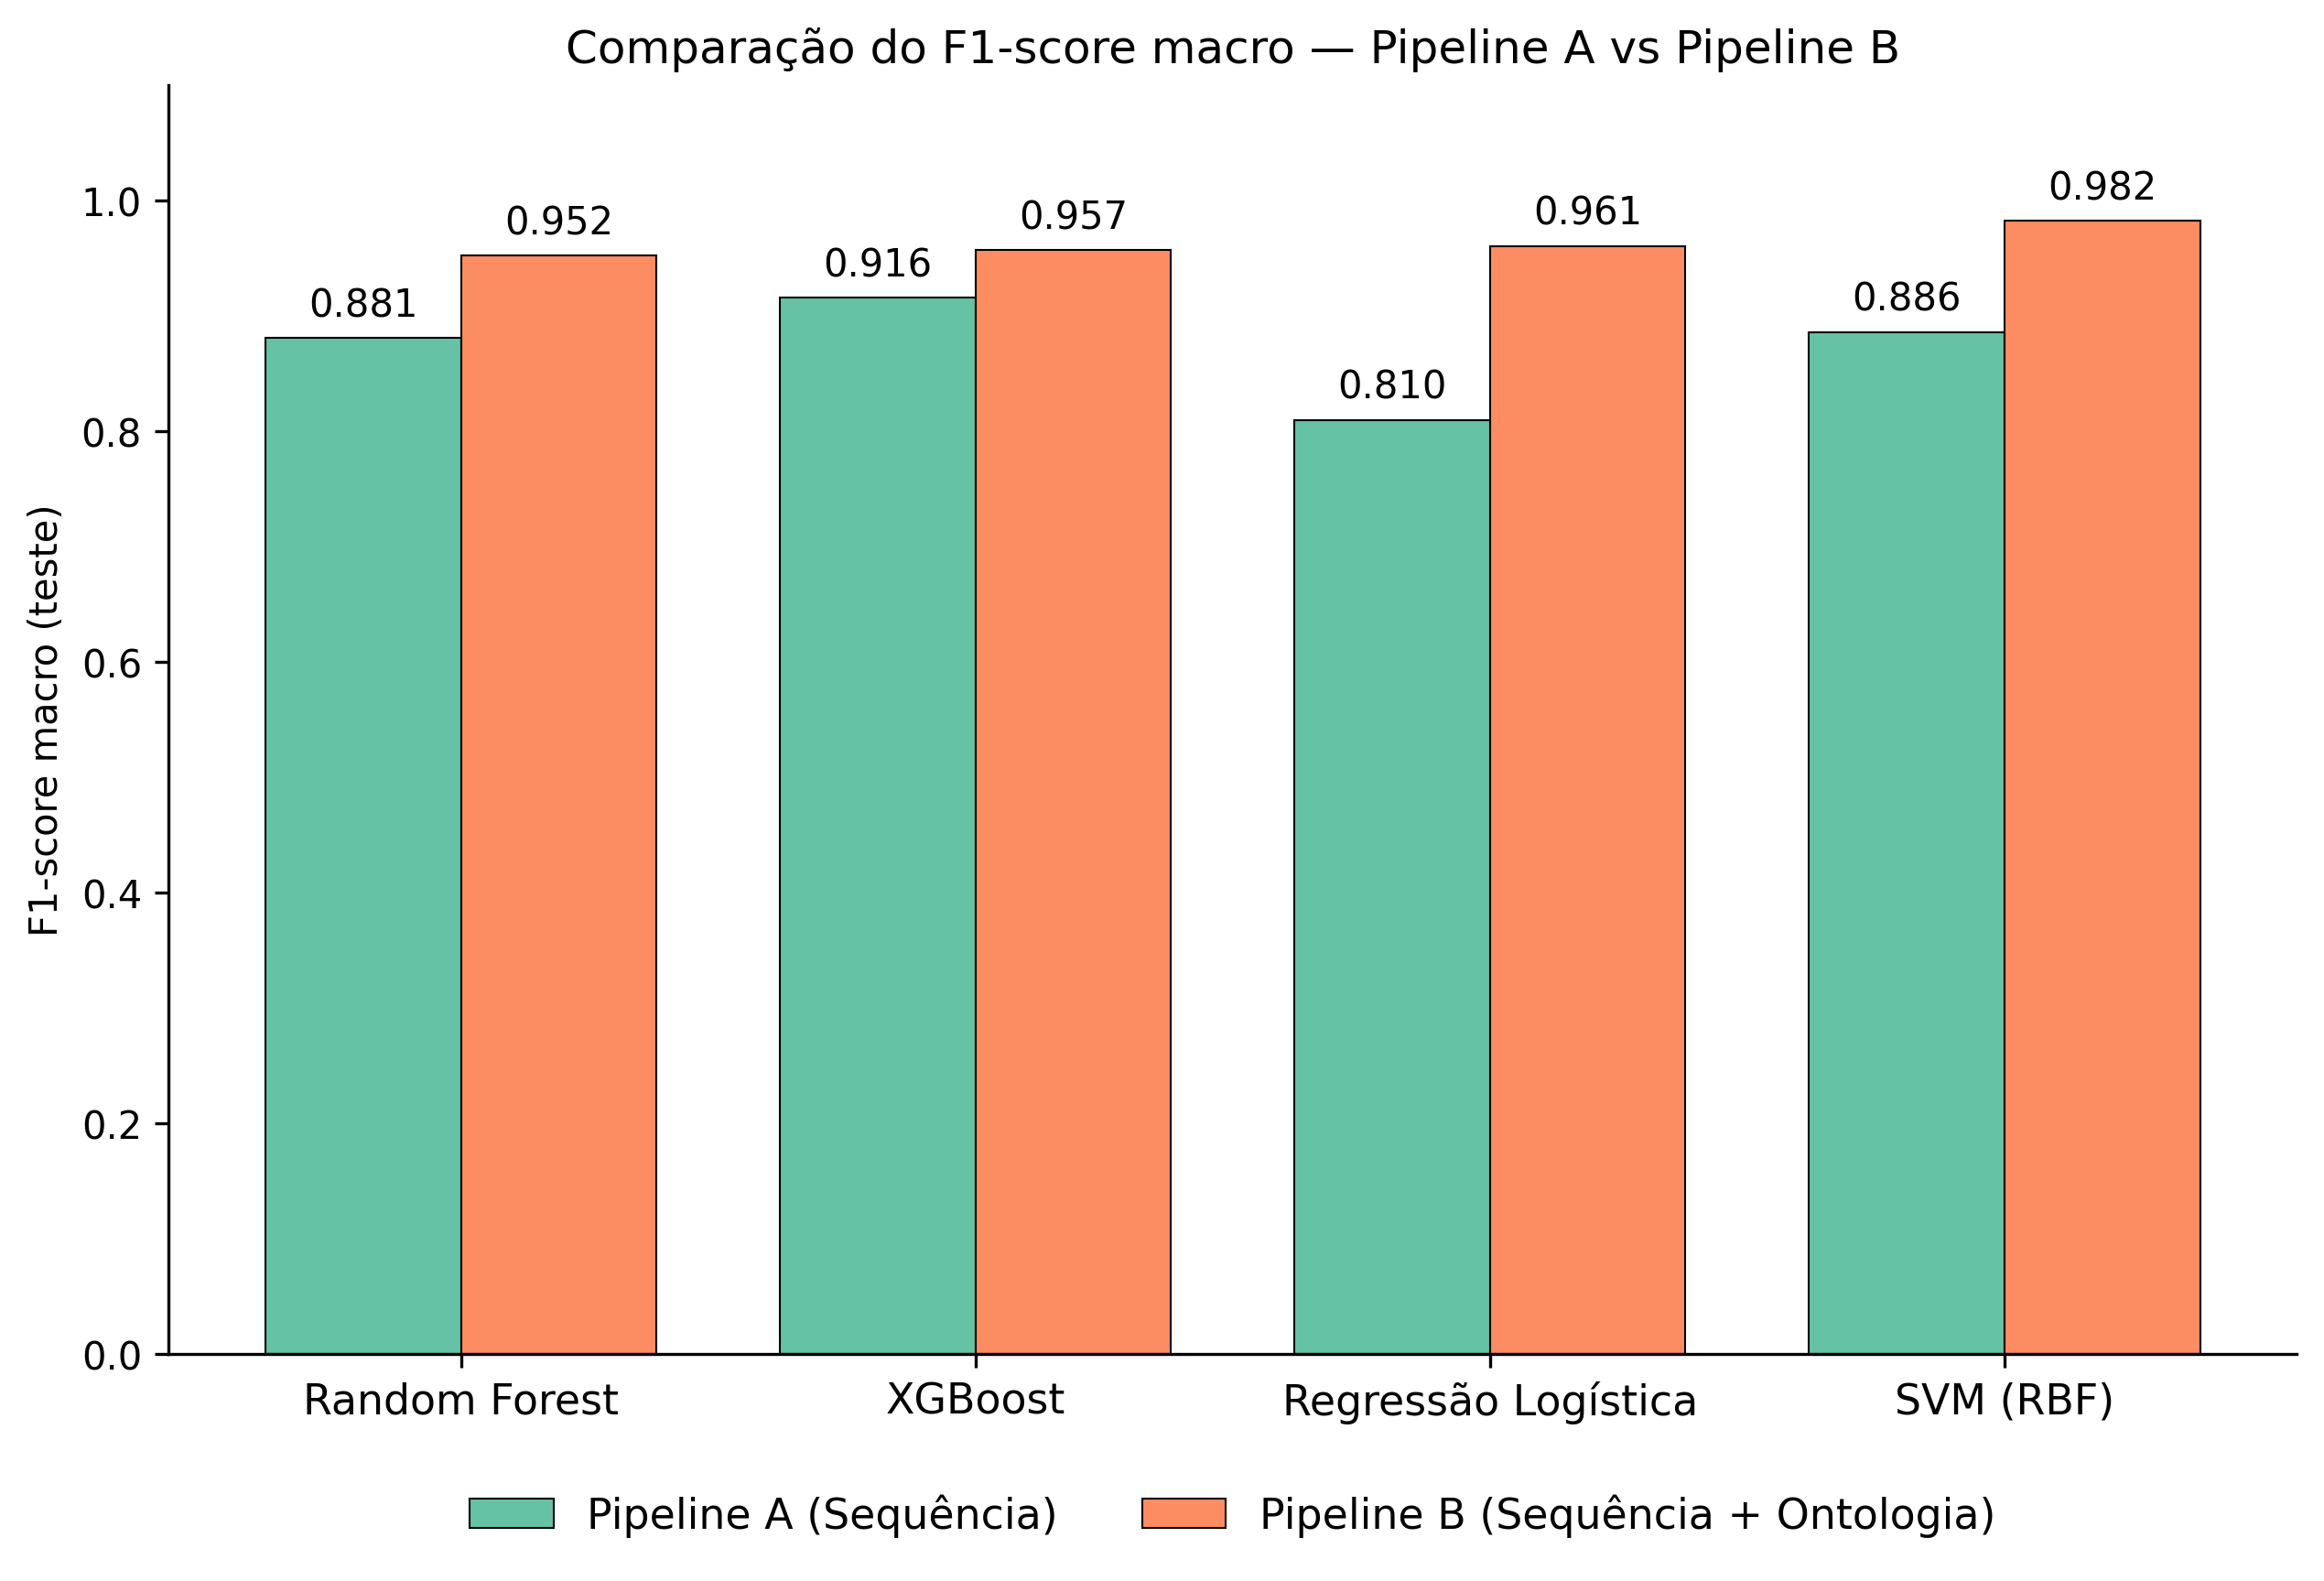 Comparação do F1-score macro — Pipeline A vs Pipeline B
F1-score macro (teste)
1.0
0.8
0.6
0.4
0.2
0.0
0.881
0.952
0.916
0.957
0.810
0.961
0.886
0.982
Random Forest
XGBoost
Regressão Logística
SVM (RBF)
Pipeline A (Sequência)
Pipeline B (Sequência + Ontologia)